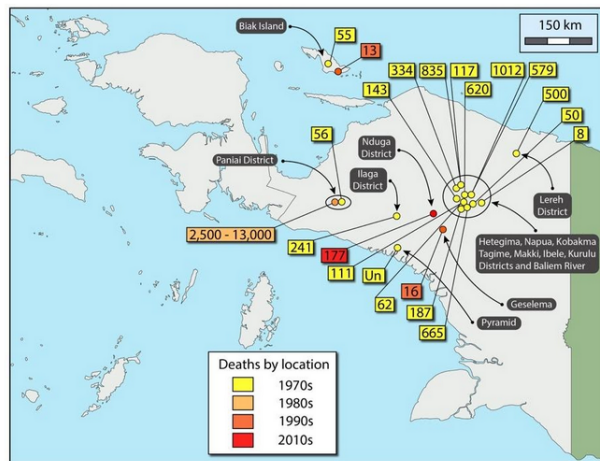 150 km
Biak Island
55
13
334
835
117
1012
579
143
620
500
50
8
56
Paniai District
Nduga
District
Ilaga
District
Lereh
District
2,500 - 13,000
241
177
111
Un
62
16
187
665
Hetegima, Napua, Kobakma
Tagime, Makki, Ibele, Kurulu
Districts and Baliem River
Geselema
Pyramid
Deaths by location
1970s
1980s
1990s
2010s